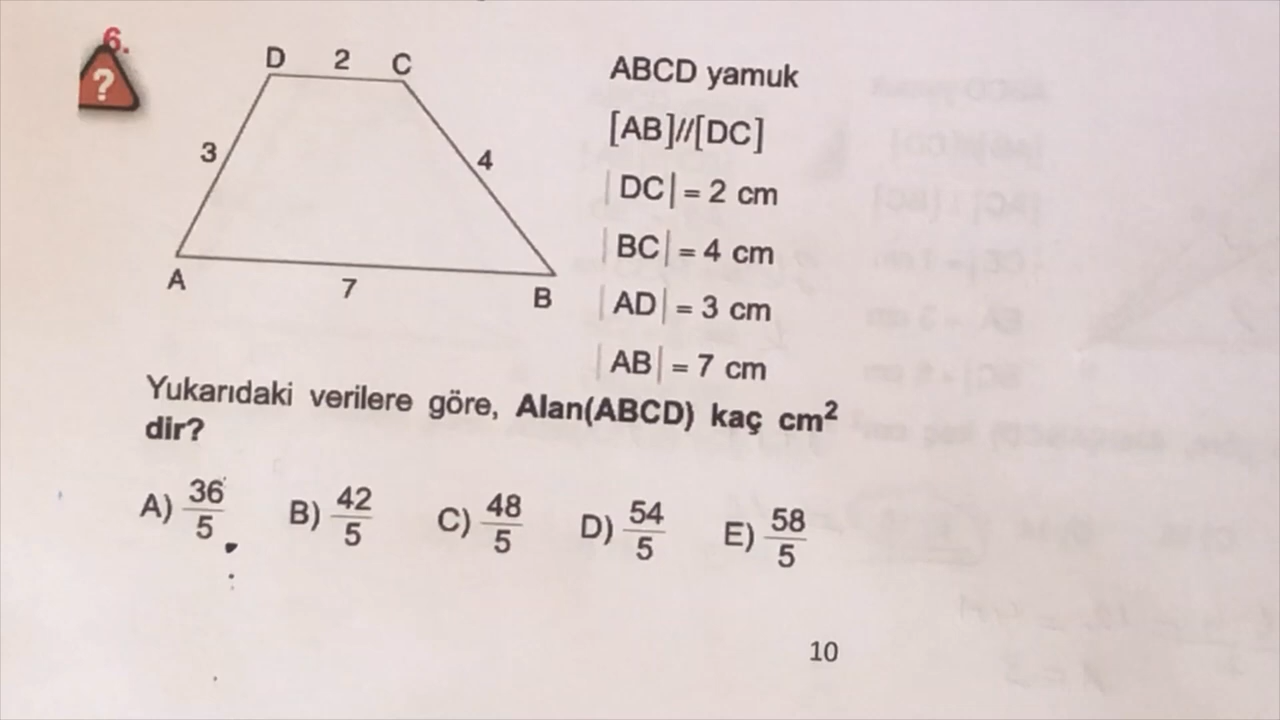 6.
?
D 2 C
3
4
A
7
B
ABCD yamuk
[AB]//[DC]
|DC| = 2 cm
|BC| = 4 cm
|AD| = 3 cm
|AB| = 7 cm
Yukarıdaki verilere göre, Alan(ABCD) kaç cm²
dir?
A) 36/5 B) 42/5 C) 48/5 D) 54/5 E) 58/5
10